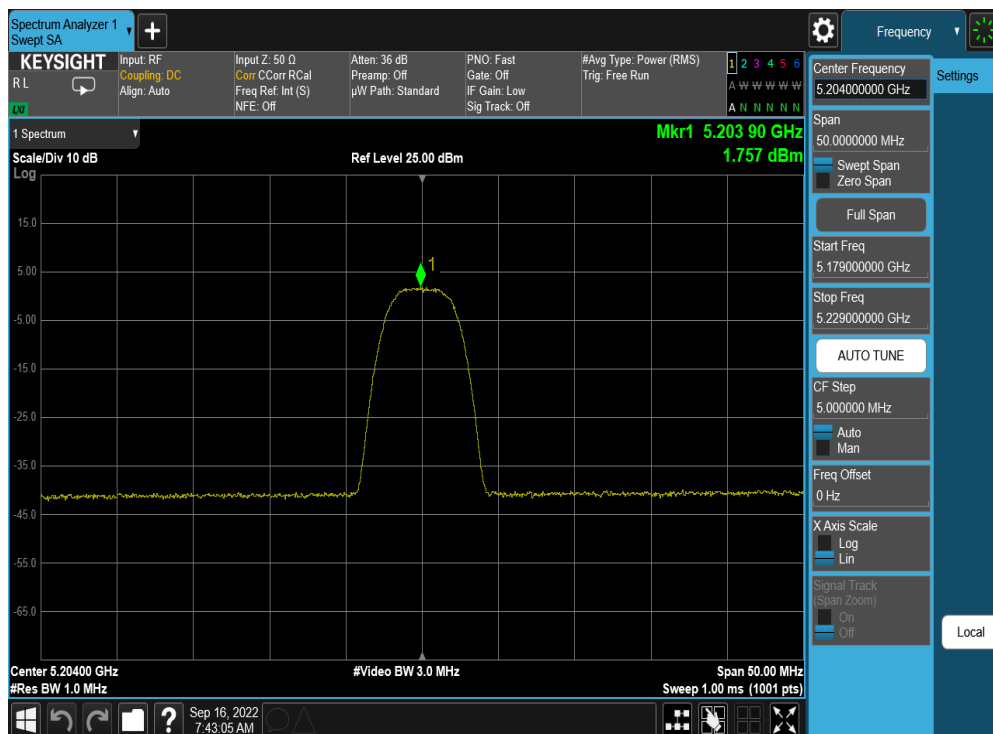 Spectrum Analyzer 1
Swept SA
+
Frequency
KEYSIGHT
R L
LXI
Input: RF
Coupling: DC
Align: Auto
Input Z: 50 Ω
Corr CCorr RCal
Freq Ref: Int (S)
NFE: Off
Atten: 36 dB
Preamp: Off
µW Path: Standard
PNO: Fast
Gate: Off
IF Gain: Low
Sig Track: Off
#Avg Type: Power (RMS)
Trig: Free Run
1 2 3 4 5 6
A W W W W W
A N N N N N
1 Spectrum
Scale/Div 10 dB
Log
Ref Level 25.00 dBm
Mkr1 5.203 90 GHz
1.757 dBm
15.0
5.00
-5.00
-15.0
-25.0
-35.0
-45.0
-55.0
-65.0
1
Center 5.20400 GHz
#Res BW 1.0 MHz
#Video BW 3.0 MHz
Span 50.00 MHz
Sweep 1.00 ms (1001 pts)
Center Frequency
5.204000000 GHz
Settings
Span
50.0000000 MHz
Swept Span
Zero Span
Full Span
Start Freq
5.179000000 GHz
Stop Freq
5.229000000 GHz
AUTO TUNE
CF Step
5.000000 MHz
Auto
Man
Freq Offset
0 Hz
X Axis Scale
Log
Lin
Signal Track
(Span Zoom)
On
Off
Local
?
Sep 16, 2022
7:43:05 AM